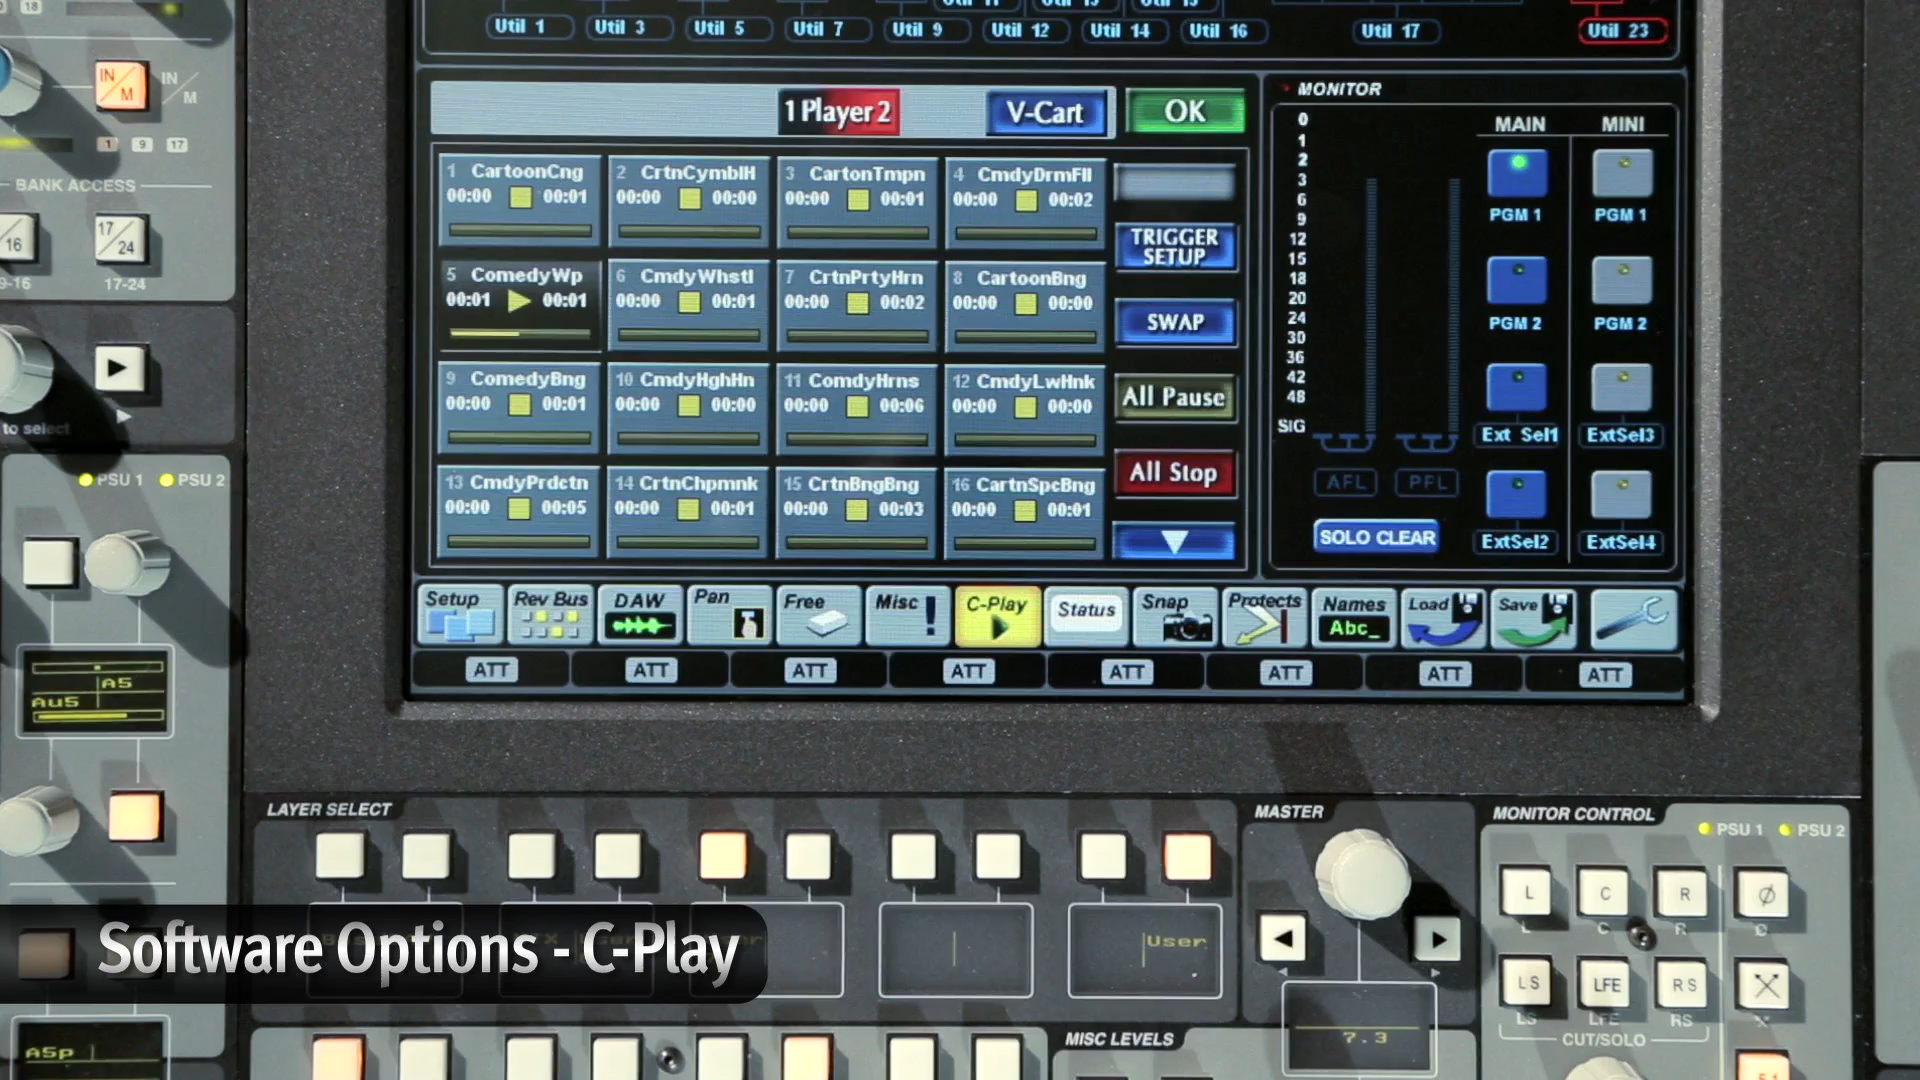 18
Util 1 Util 3 Util 5 Util 7 Util 9 Util 12 Util 14 Util 16 Util 17 Util 23
IN M IN M
1 9 17
BANK ACCESS
16 17 24
9-16 17-24
to select
PSU 1 PSU 2
A5
Au5
A5p
1 Player 2 V-Cart OK
1 CartoonCng 00:00 00:01
2 CrtnCymblH 00:00 00:00
3 CartonTmpn 00:00 00:01
4 CmdyDrmFll 00:00 00:02
5 ComedyWp 00:01 00:01
6 CmdyWhstl 00:00 00:01
7 CrtnPrtyHrn 00:00 00:02
8 CartoonBng 00:00 00:00
9 ComedyBng 00:00 00:01
10 CmdyHghHn 00:00 00:00
11 ComdyHrns 00:00 00:06
12 CmdyLwHnk 00:00 00:00
13 CmdyPrdctn 00:00 00:05
14 CrtnChpmnk 00:00 00:01
15 CrtnBngBng 00:00 00:03
16 CartnSpcBng 00:00 00:01
TRIGGER
SETUP
SWAP
All Pause
All Stop
MONITOR
0
1
2
3
6
9
12
15
18
20
24
30
36
42
48
SIG
AFL PFL
SOLO CLEAR
MAIN MINI
PGM 1 PGM 1
PGM 2 PGM 2
Ext Sel1 ExtSel3
ExtSel2 ExtSel4
Setup Rev Bus DAW Pan Free Misc ! C-Play Status Snap Protects Names Abc_ Load Save
ATT ATT ATT ATT ATT ATT ATT ATT
LAYER SELECT
User
MASTER
7.3
MISC LEVELS
MONITOR CONTROL
PSU 1 PSU 2
L C R Ø
L C R
LS LFE RS
LS LFE RS
CUT/SOLO
5.1
Software Options - C-Play